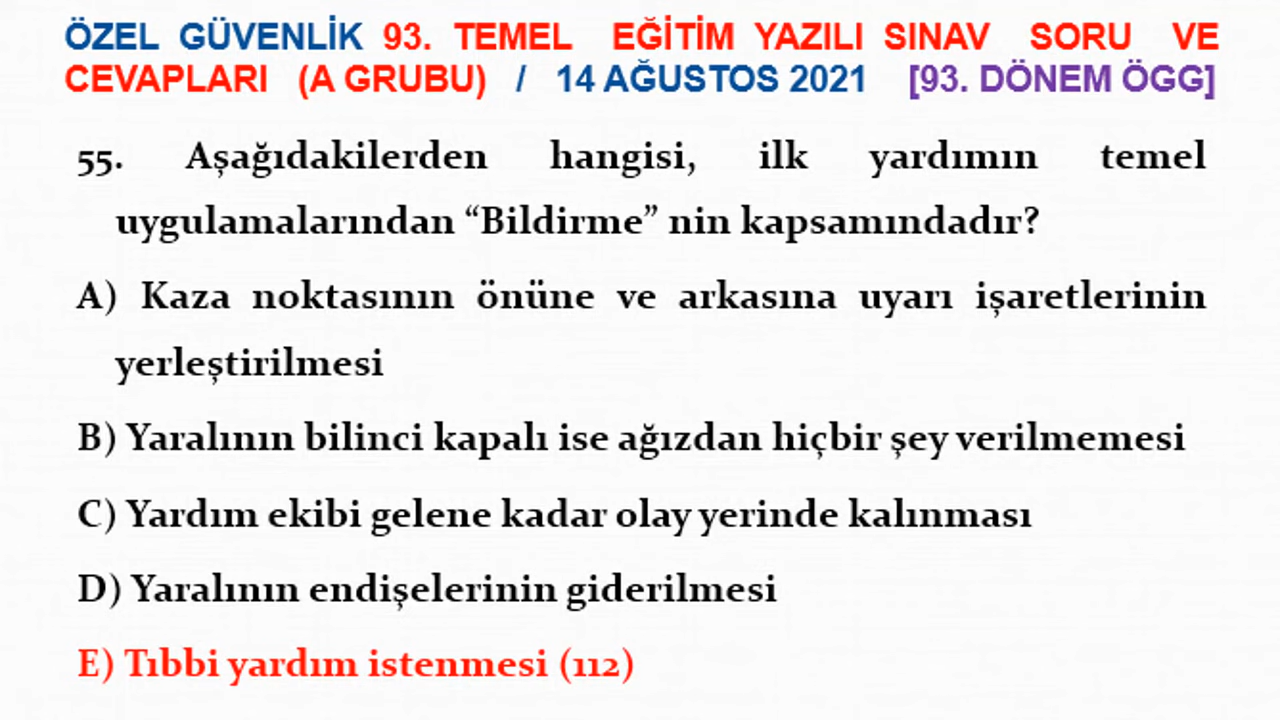 ÖZEL GÜVENLİK 93. TEMEL EĞİTİM YAZILI SINAV SORU VE
CEVAPLARI (A GRUBU) / 14 AĞUSTOS 2021 [93. DÖNEM ÖGG]
55. Aşağıdakilerden hangisi, ilk yardımın temel
uygulamalarından “Bildirme” nin kapsamındadır?
A) Kaza noktasının önüne ve arkasına uyarı işaretlerinin
yerleştirilmesi
B) Yaralının bilinci kapalı ise ağızdan hiçbir şey verilmemesi
C) Yardım ekibi gelene kadar olay yerinde kalınması
D) Yaralının endişelerinin giderilmesi
E) Tıbbi yardım istenmesi (112)